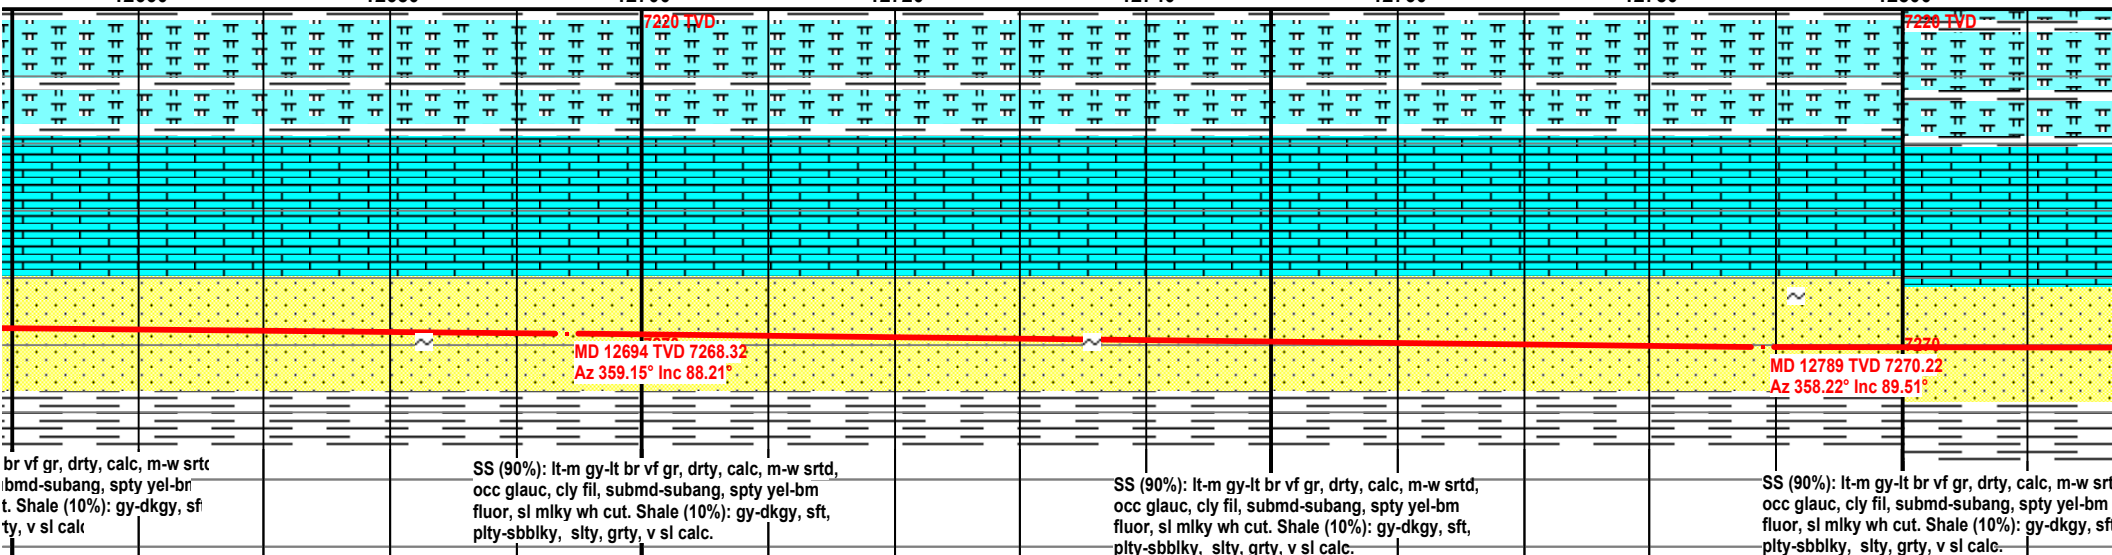 7220 TVD
7220 TVD
7270
MD 12694 TVD 7268.32
Az 359.15° Inc 88.21°
MD 12789 TVD 7270.22
Az 358.22° Inc 89.51°
br vf gr, drty, calc, m-w srtd
t. Shale (10%): gy-dkgy, sft
ty, v sl calc
SS (90%): lt-m gy-lt br vf gr, drty, calc, m-w srtd,
occ glauc, cly fil, submd-subang, spty yel-bm
fluor, sl mlky wh cut. Shale (10%): gy-dkgy, sft,
plty-sbblky, slty, grty, v sl calc.
SS (90%): lt-m gy-lt br vf gr, drty, calc, m-w srtd,
occ glauc, cly fil, submd-subang, spty yel-bm
fluor, sl mlky wh cut. Shale (10%): gy-dkgy, sft,
plty-sbblky, slty, grty, v sl calc.
SS (90%): lt-m gy-lt br vf gr, drty, calc, m-w srt
occ glauc, cly fil, submd-subang, spty yel-bm
fluor, sl mlky wh cut. Shale (10%): gy-dkgy, sft
plty-sbblky, slty, grty, v sl calc.